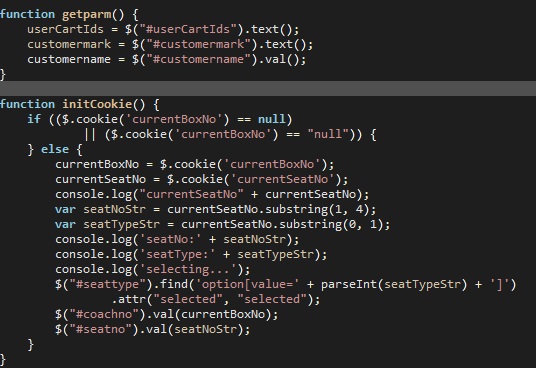 function getparm() {
    userCartIds = $("#userCartIds").text();
    customermark = $("#customermark").text();
    customername = $("#customername").val();
}
function initCookie() {
    if (($.cookie('currentBoxNo') == null)
            || ($.cookie('currentBoxNo') == "null")) {
    } else {
        currentBoxNo = $.cookie('currentBoxNo');
        currentSeatNo = $.cookie('currentSeatNo');
        console.log("currentSeatNo" + currentSeatNo);
        var seatNoStr = currentSeatNo.substring(1, 4);
        var seatTypeStr = currentSeatNo.substring(0, 1);
        console.log('seatNo:' + seatNoStr);
        console.log('seatType:' + seatTypeStr);
        console.log('selecting...');
        $("#seattype").find('option[value=' + parseInt(seatTypeStr) + ']')
                .attr("selected", "selected");
        $("#coachno").val(currentBoxNo);
        $("#seatno").val(seatNoStr);
    }
}